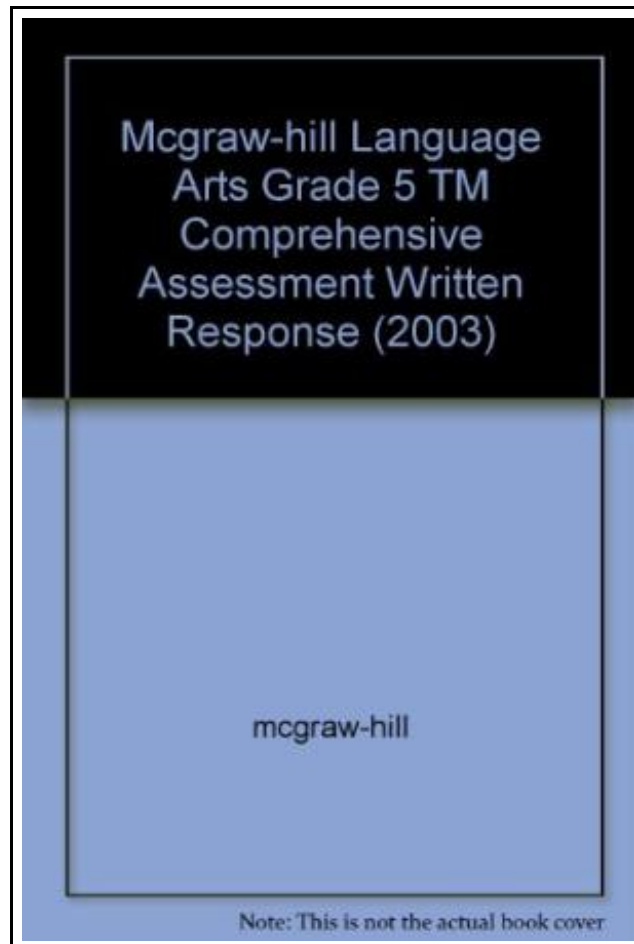 Mcgraw-hill Language
Arts Grade 5 TM
Comprehensive
Assessment Written
Response (2003)
mcgraw-hill
Note: This is not the actual book cover